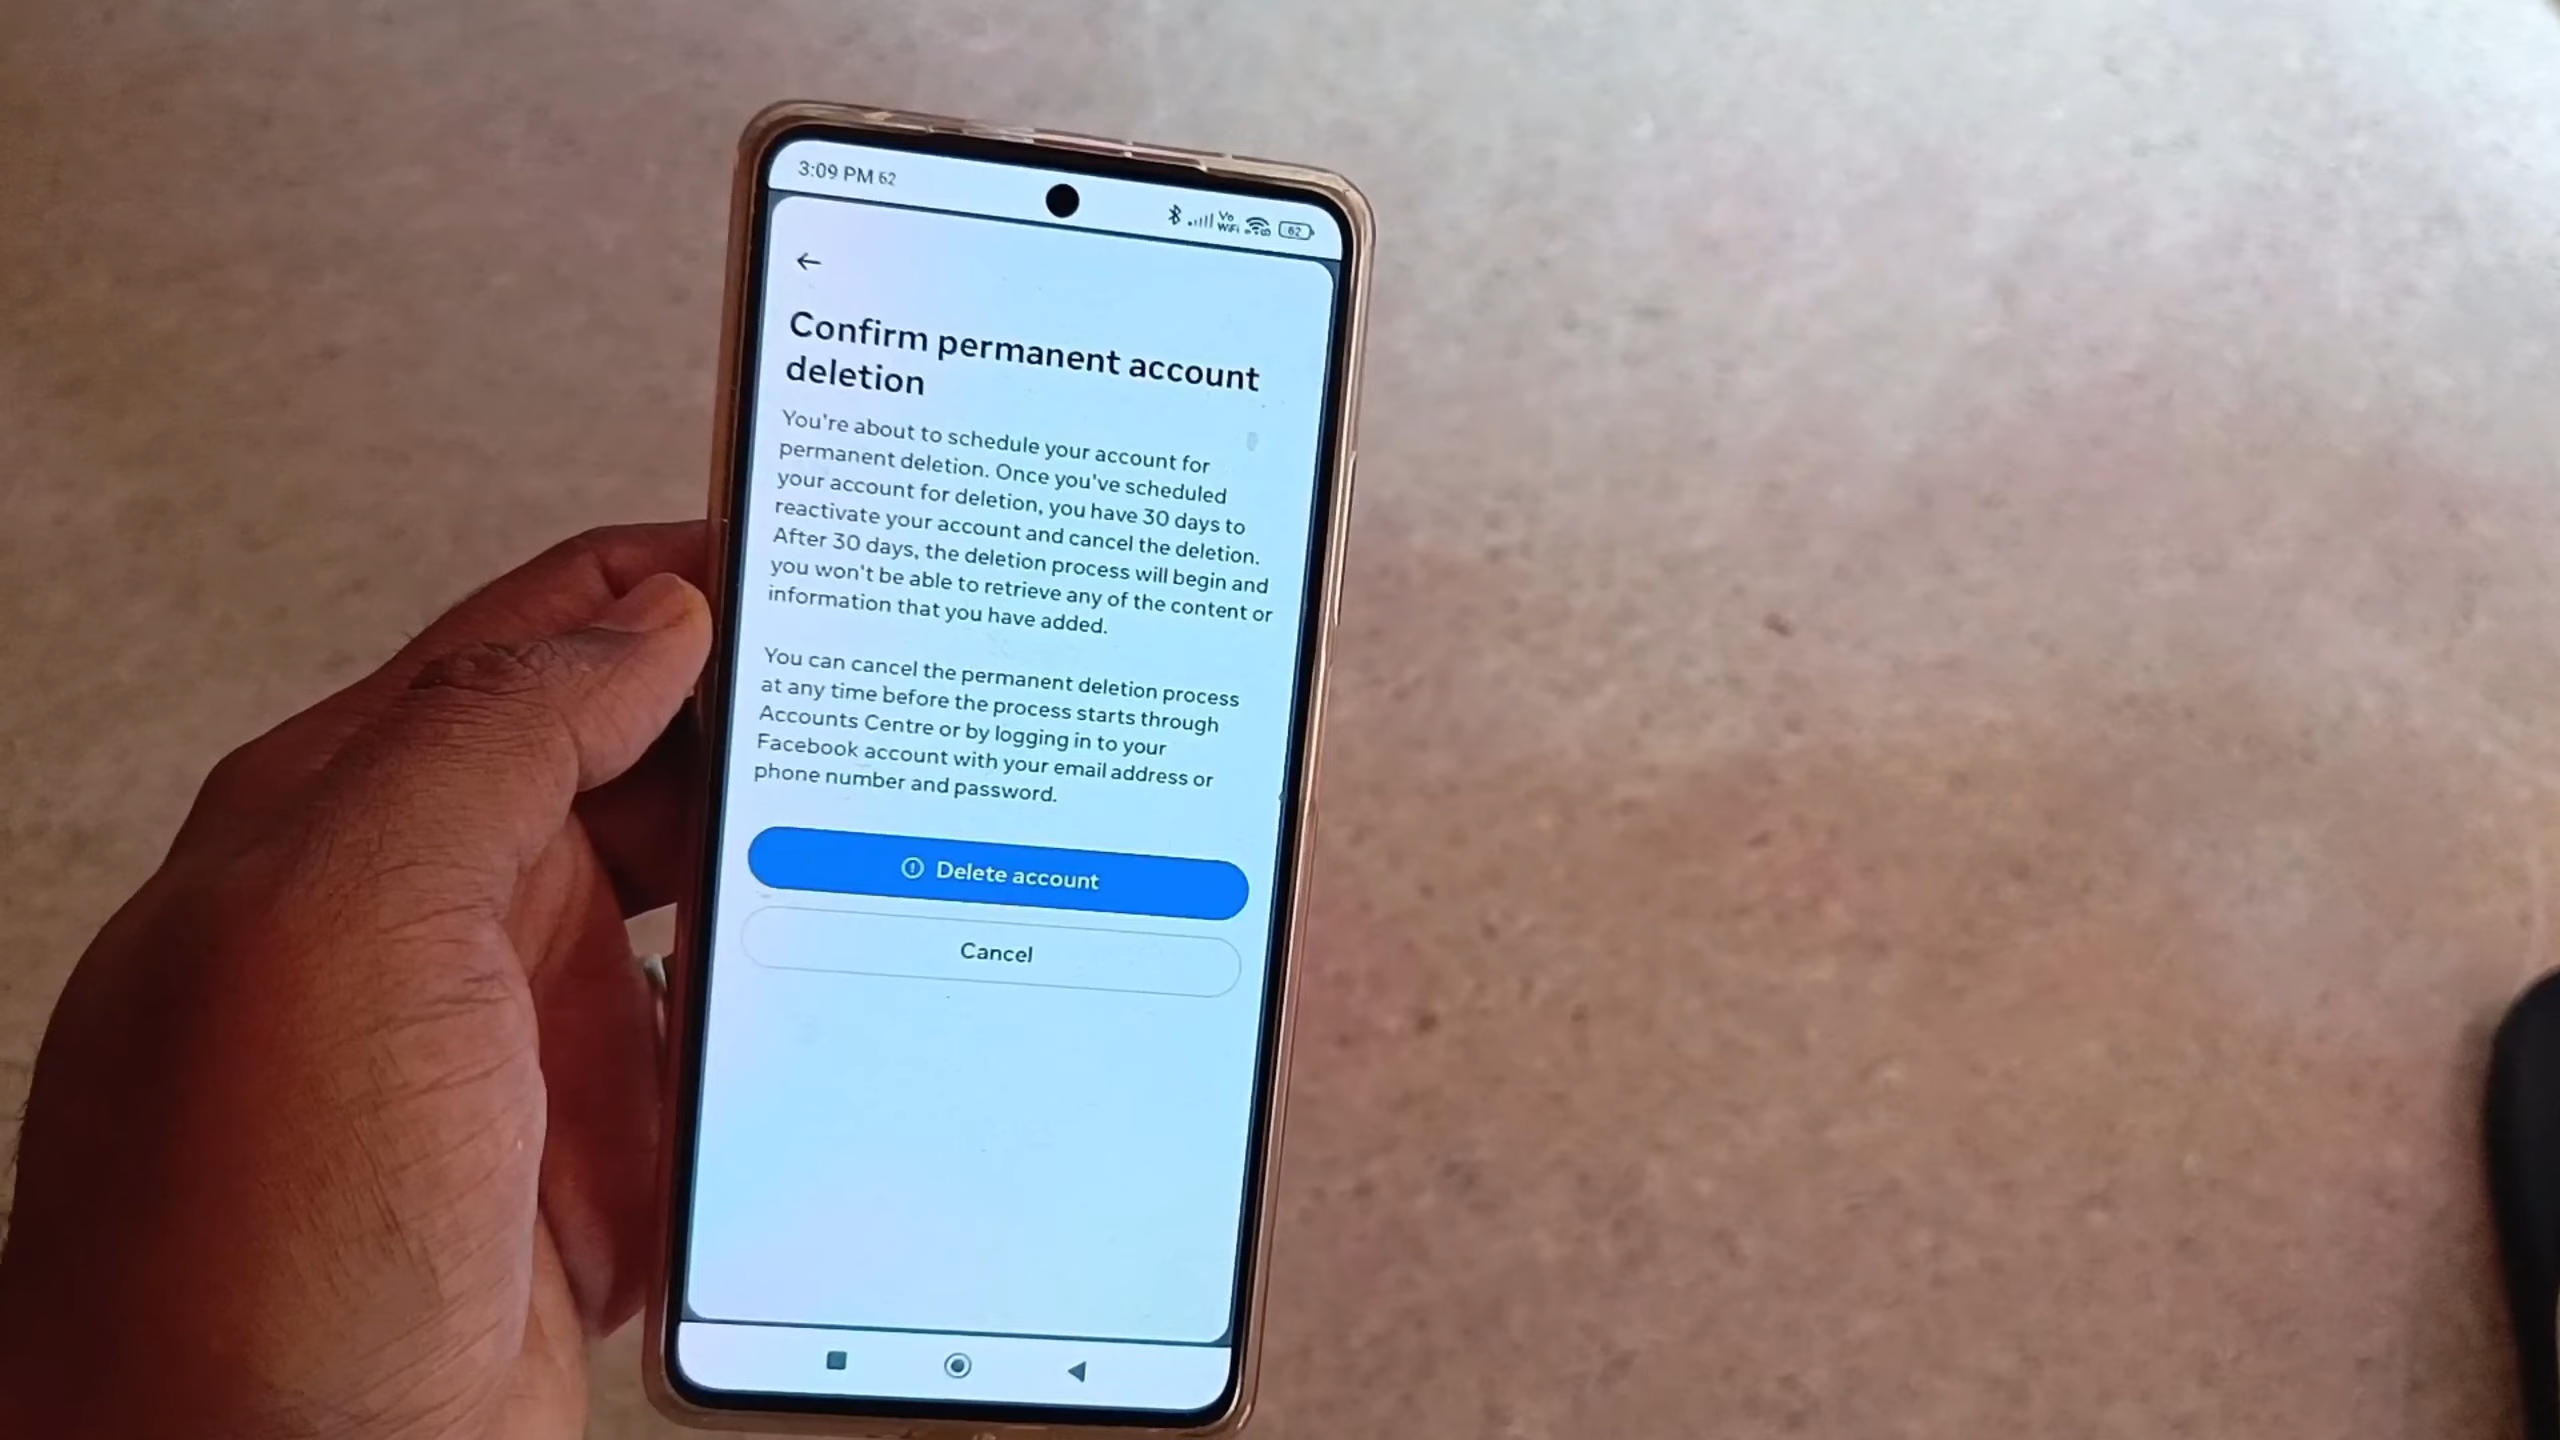 3:09 PM 62
Vo
WiFi
62
Confirm permanent account
deletion
You're about to schedule your account for
permanent deletion. Once you've scheduled
your account for deletion, you have 30 days to
reactivate your account and cancel the deletion.
After 30 days, the deletion process will begin and
you won't be able to retrieve any of the content or
information that you have added.
You can cancel the permanent deletion process
at any time before the process starts through
Accounts Centre or by logging in to your
Facebook account with your email address or
phone number and password.
Delete account
Cancel